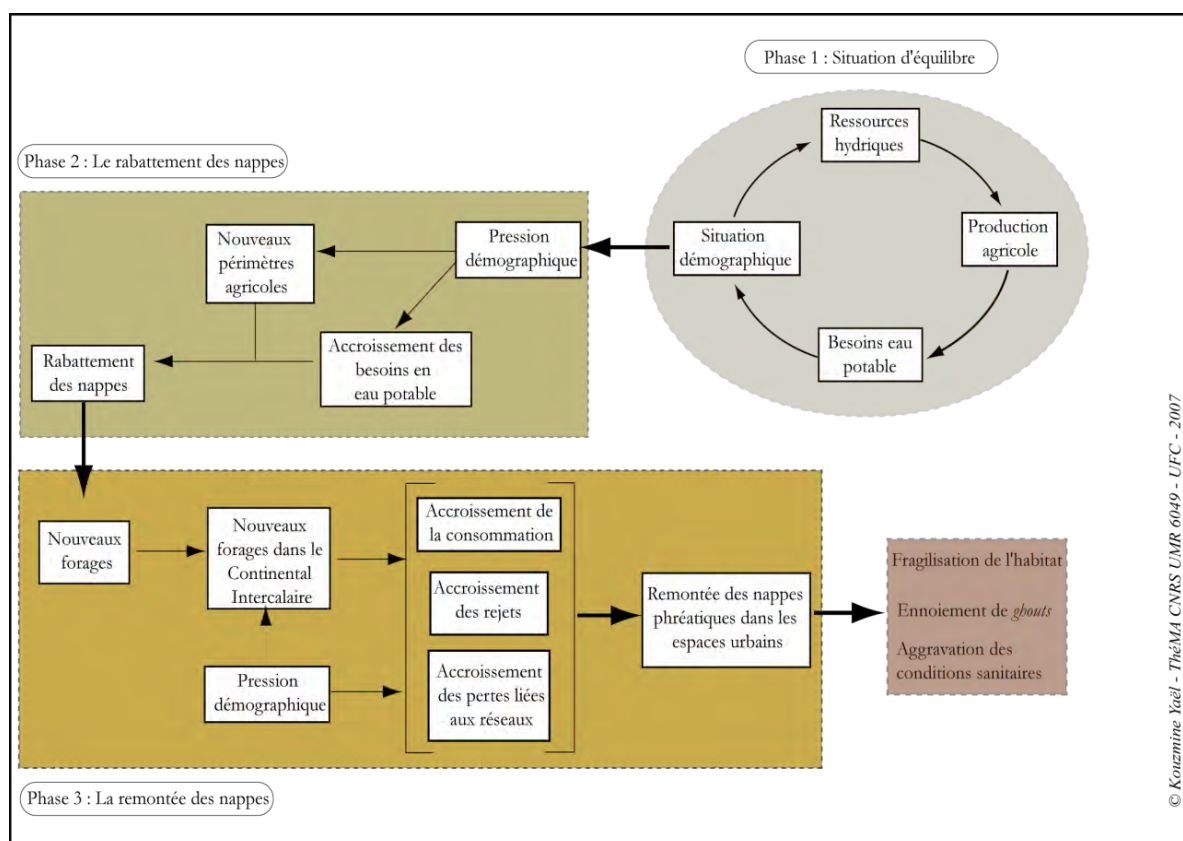 Phase 1 : Situation d'équilibre
Ressources
hydriques
Production
agricole
Besoins eau
potable
Situation
démographique
Phase 2 : Le rabattement des nappes
Pression
démographique
Nouveaux
périmètres
agricoles
Accroissement des
besoins en
eau potable
Rabattement
des nappes
Nouveaux
forages
Nouveaux
forages dans le
Continental
Intercalaire
Pression
démographique
Accroissement de
la consommation
Accroissement
des rejets
Accroissement
des pertes liées
aux réseaux
Remontée des nappes
phréatiques dans les
espaces urbains
Fragilisation de l'habitat
Ennoiement de ghouts
Aggravation des
conditions sanitaires
Phase 3 : La remontée des nappes
© Kouzmine Yaël - ThéMA CNRS UMR 6049 - UFC - 2007